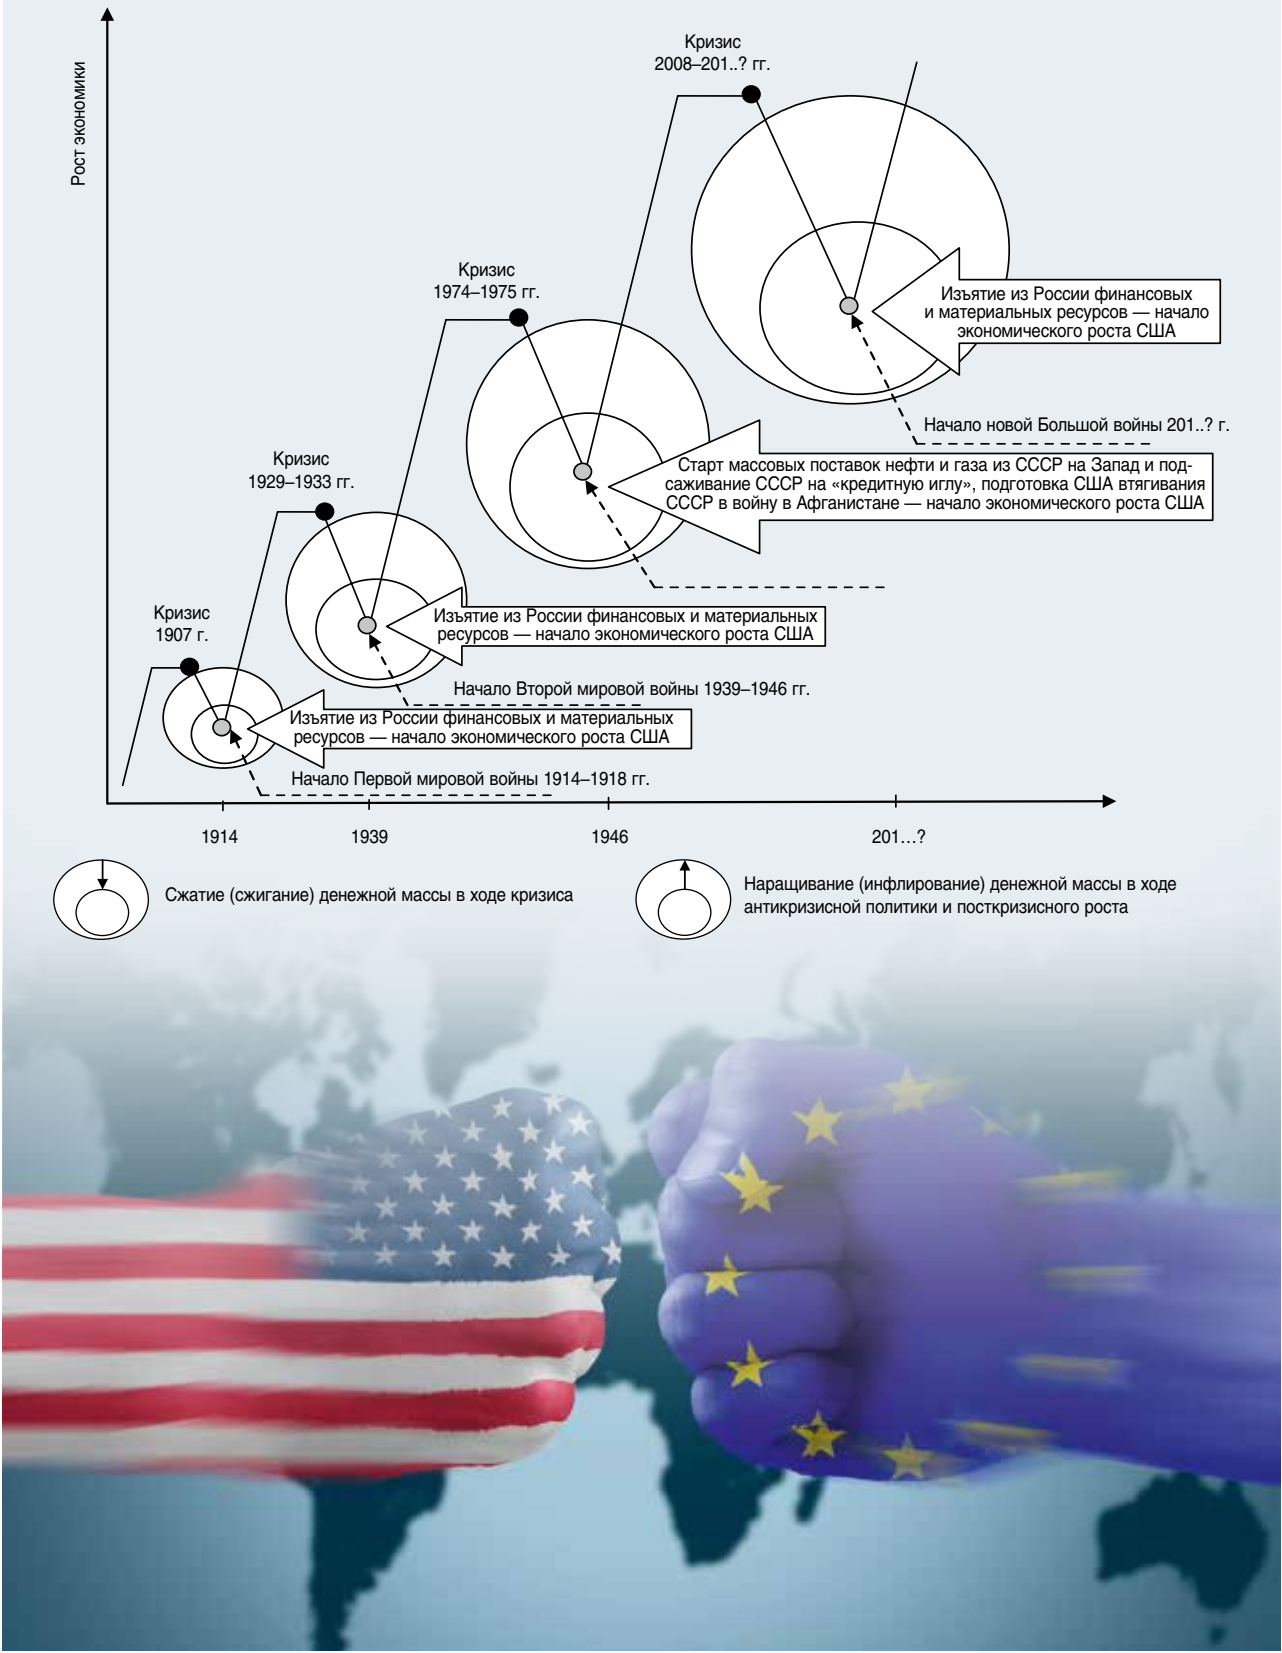 Рост экономики
Кризис
2008–201..? гг.
Кризис
1974–1975 гг.
Изъятие из России финансовых
и материальных ресурсов — начало
экономического роста США
Начало новой Большой войны 201..? г.
Кризис
1929–1933 гг.
Старт массовых поставок нефти и газа из СССР на Запад и под-
саживание СССР на «кредитную иглу», подготовка США втягивания
СССР в войну в Афганистане — начало экономического роста США
Кризис
1907 г.
Изъятие из России финансовых и материальных
ресурсов — начало экономического роста США
Начало Второй мировой войны 1939–1946 гг.
Изъятие из России финансовых и материальных
ресурсов — начало экономического роста США
Начало Первой мировой войны 1914–1918 гг.
1914
1939
1946
201...?
Сжатие (сжигание) денежной массы в ходе кризиса
Наращивание (инфлирование) денежной массы в ходе
антикризисной политики и посткризисного роста